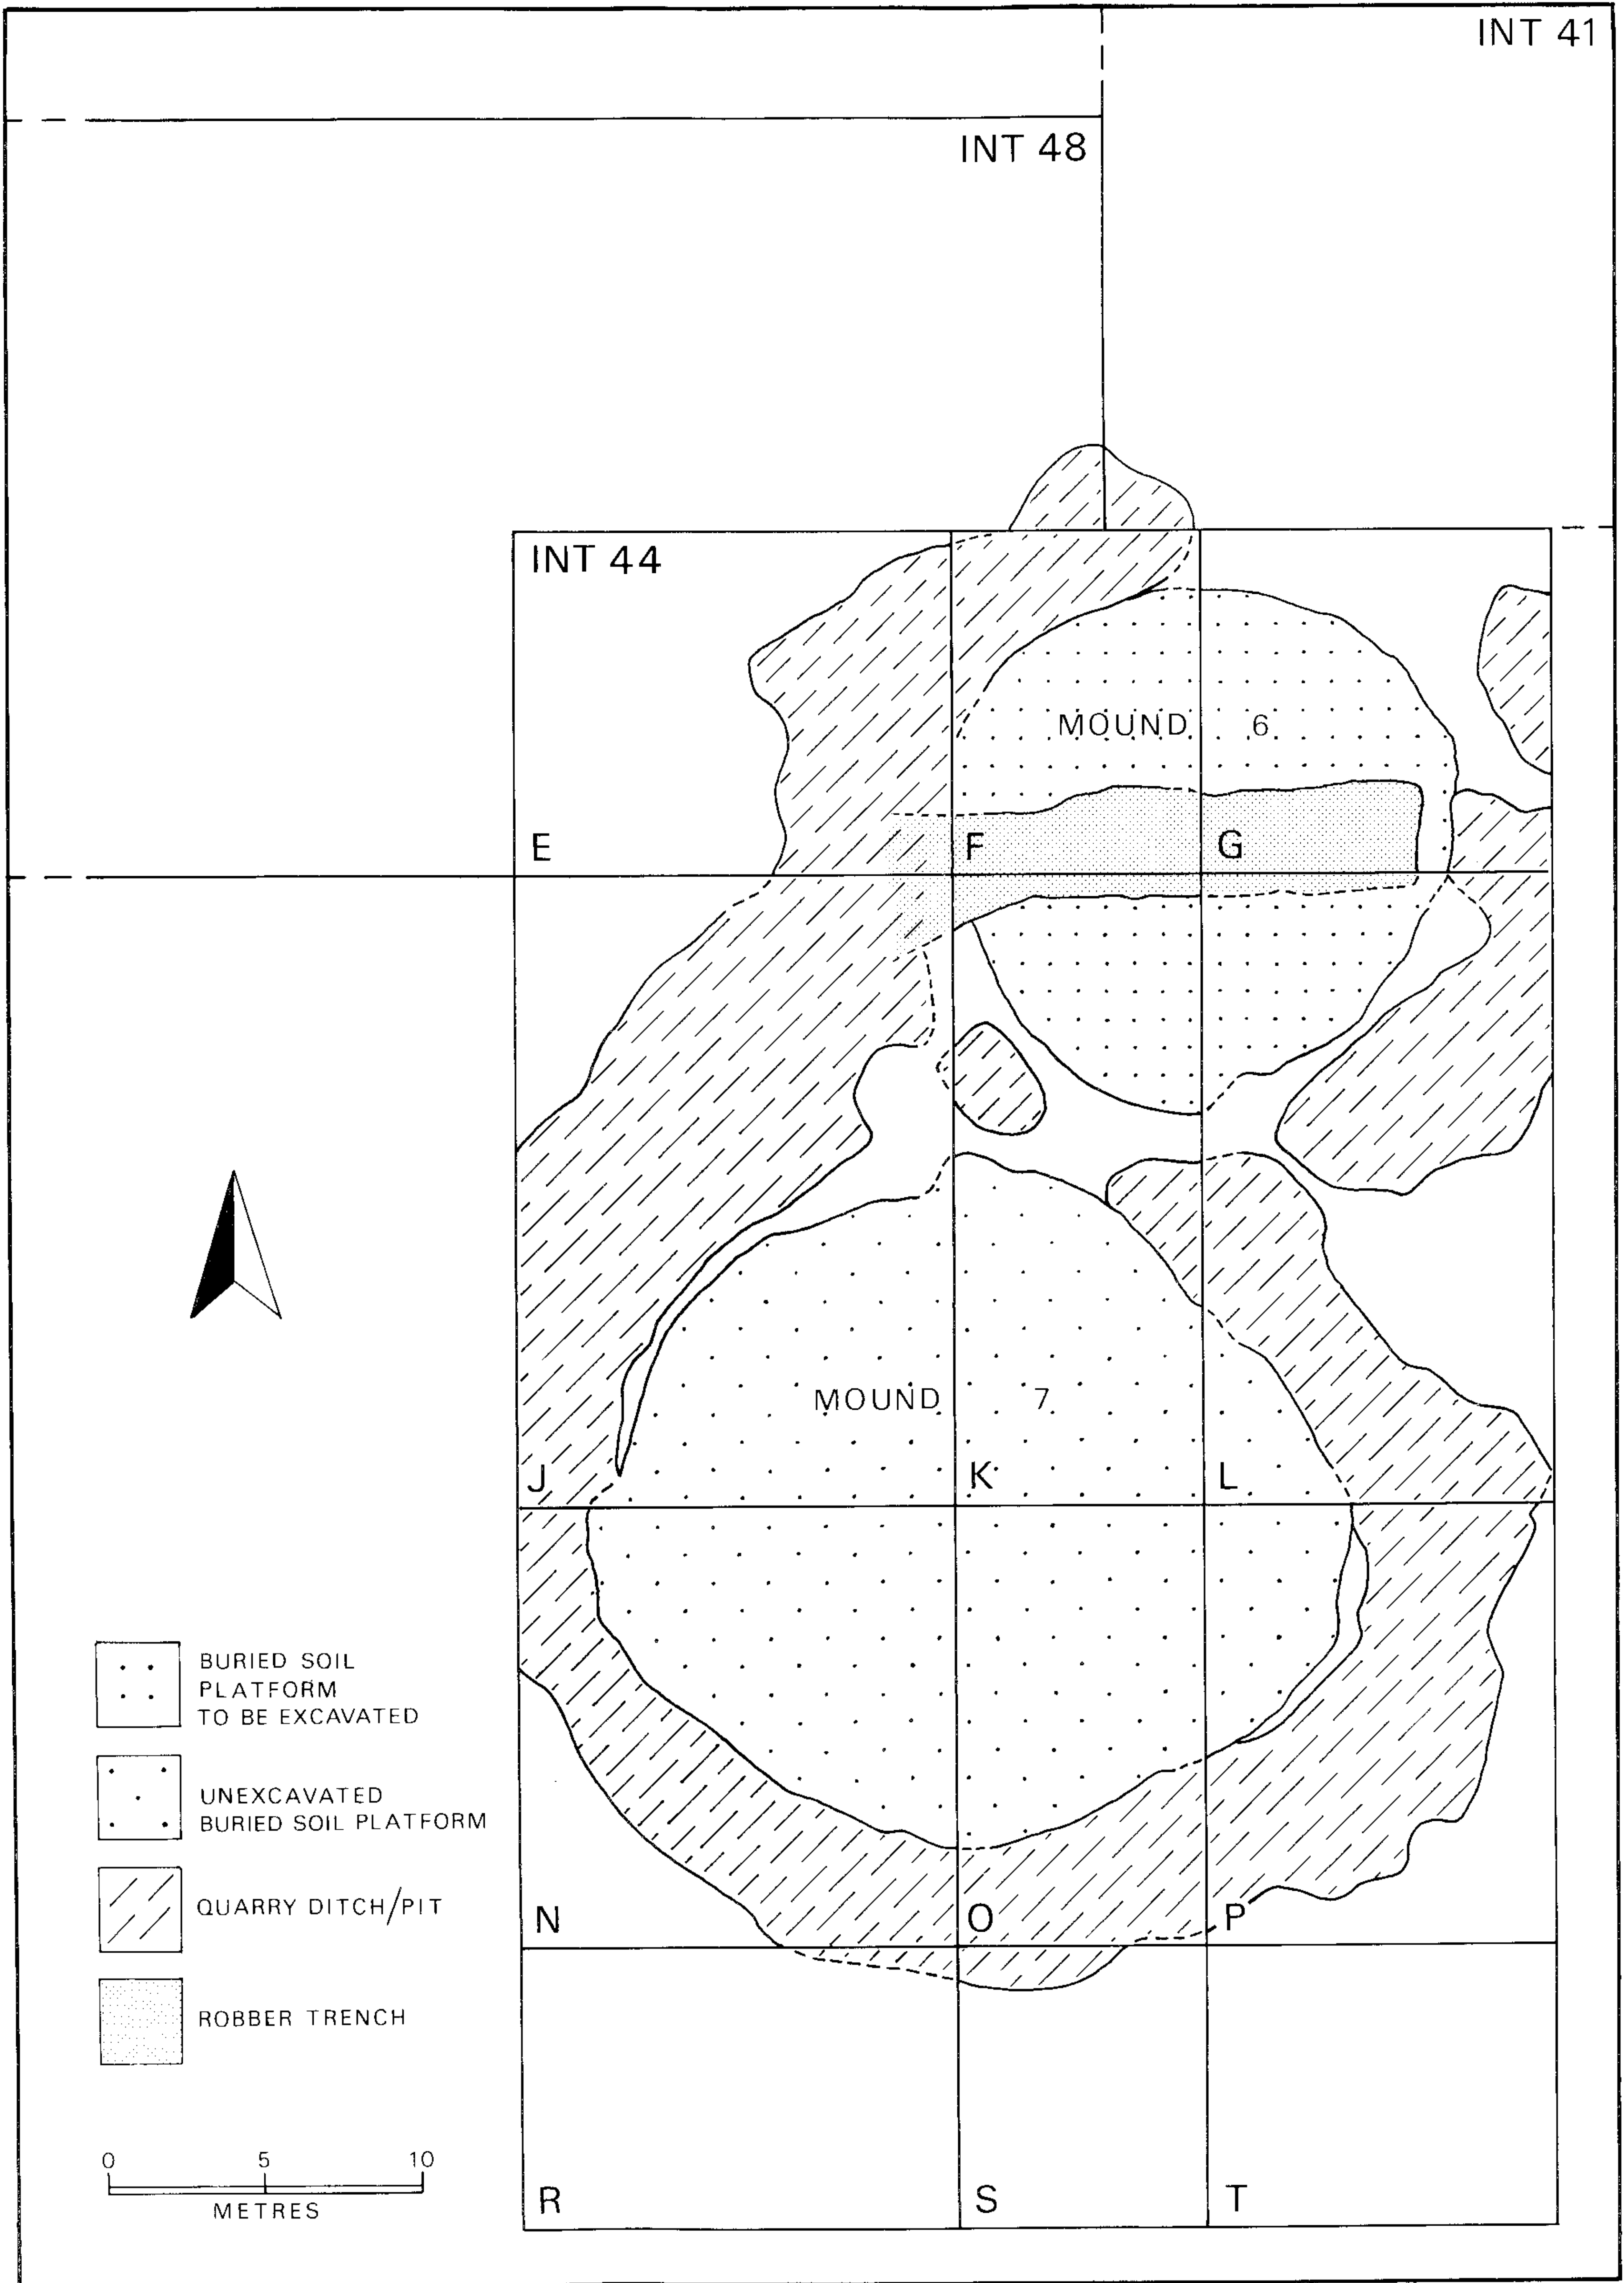 INT 41
INT 48
INT 44
MOUND 6
E
F
G
MOUND 7
J
K
L
BURIED SOIL
PLATFORM
TO BE EXCAVATED
UNEXCAVATED
BURIED SOIL PLATFORM
QUARRY DITCH/PIT
N
O
P
ROBBER TRENCH
0 5 10
METRES
R
S
T